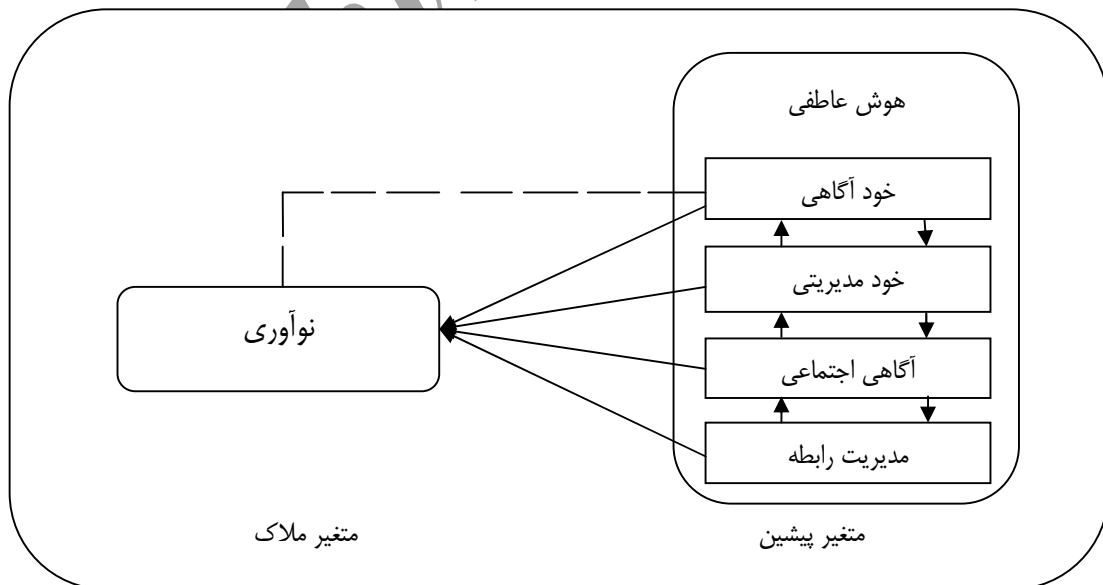 هوش عاطفی
خود آگاهی
خود مدیریتی
نوآوری
آگاهی اجتماعی
مدیریت رابطه
متغیر پیشین
متغیر ملاک